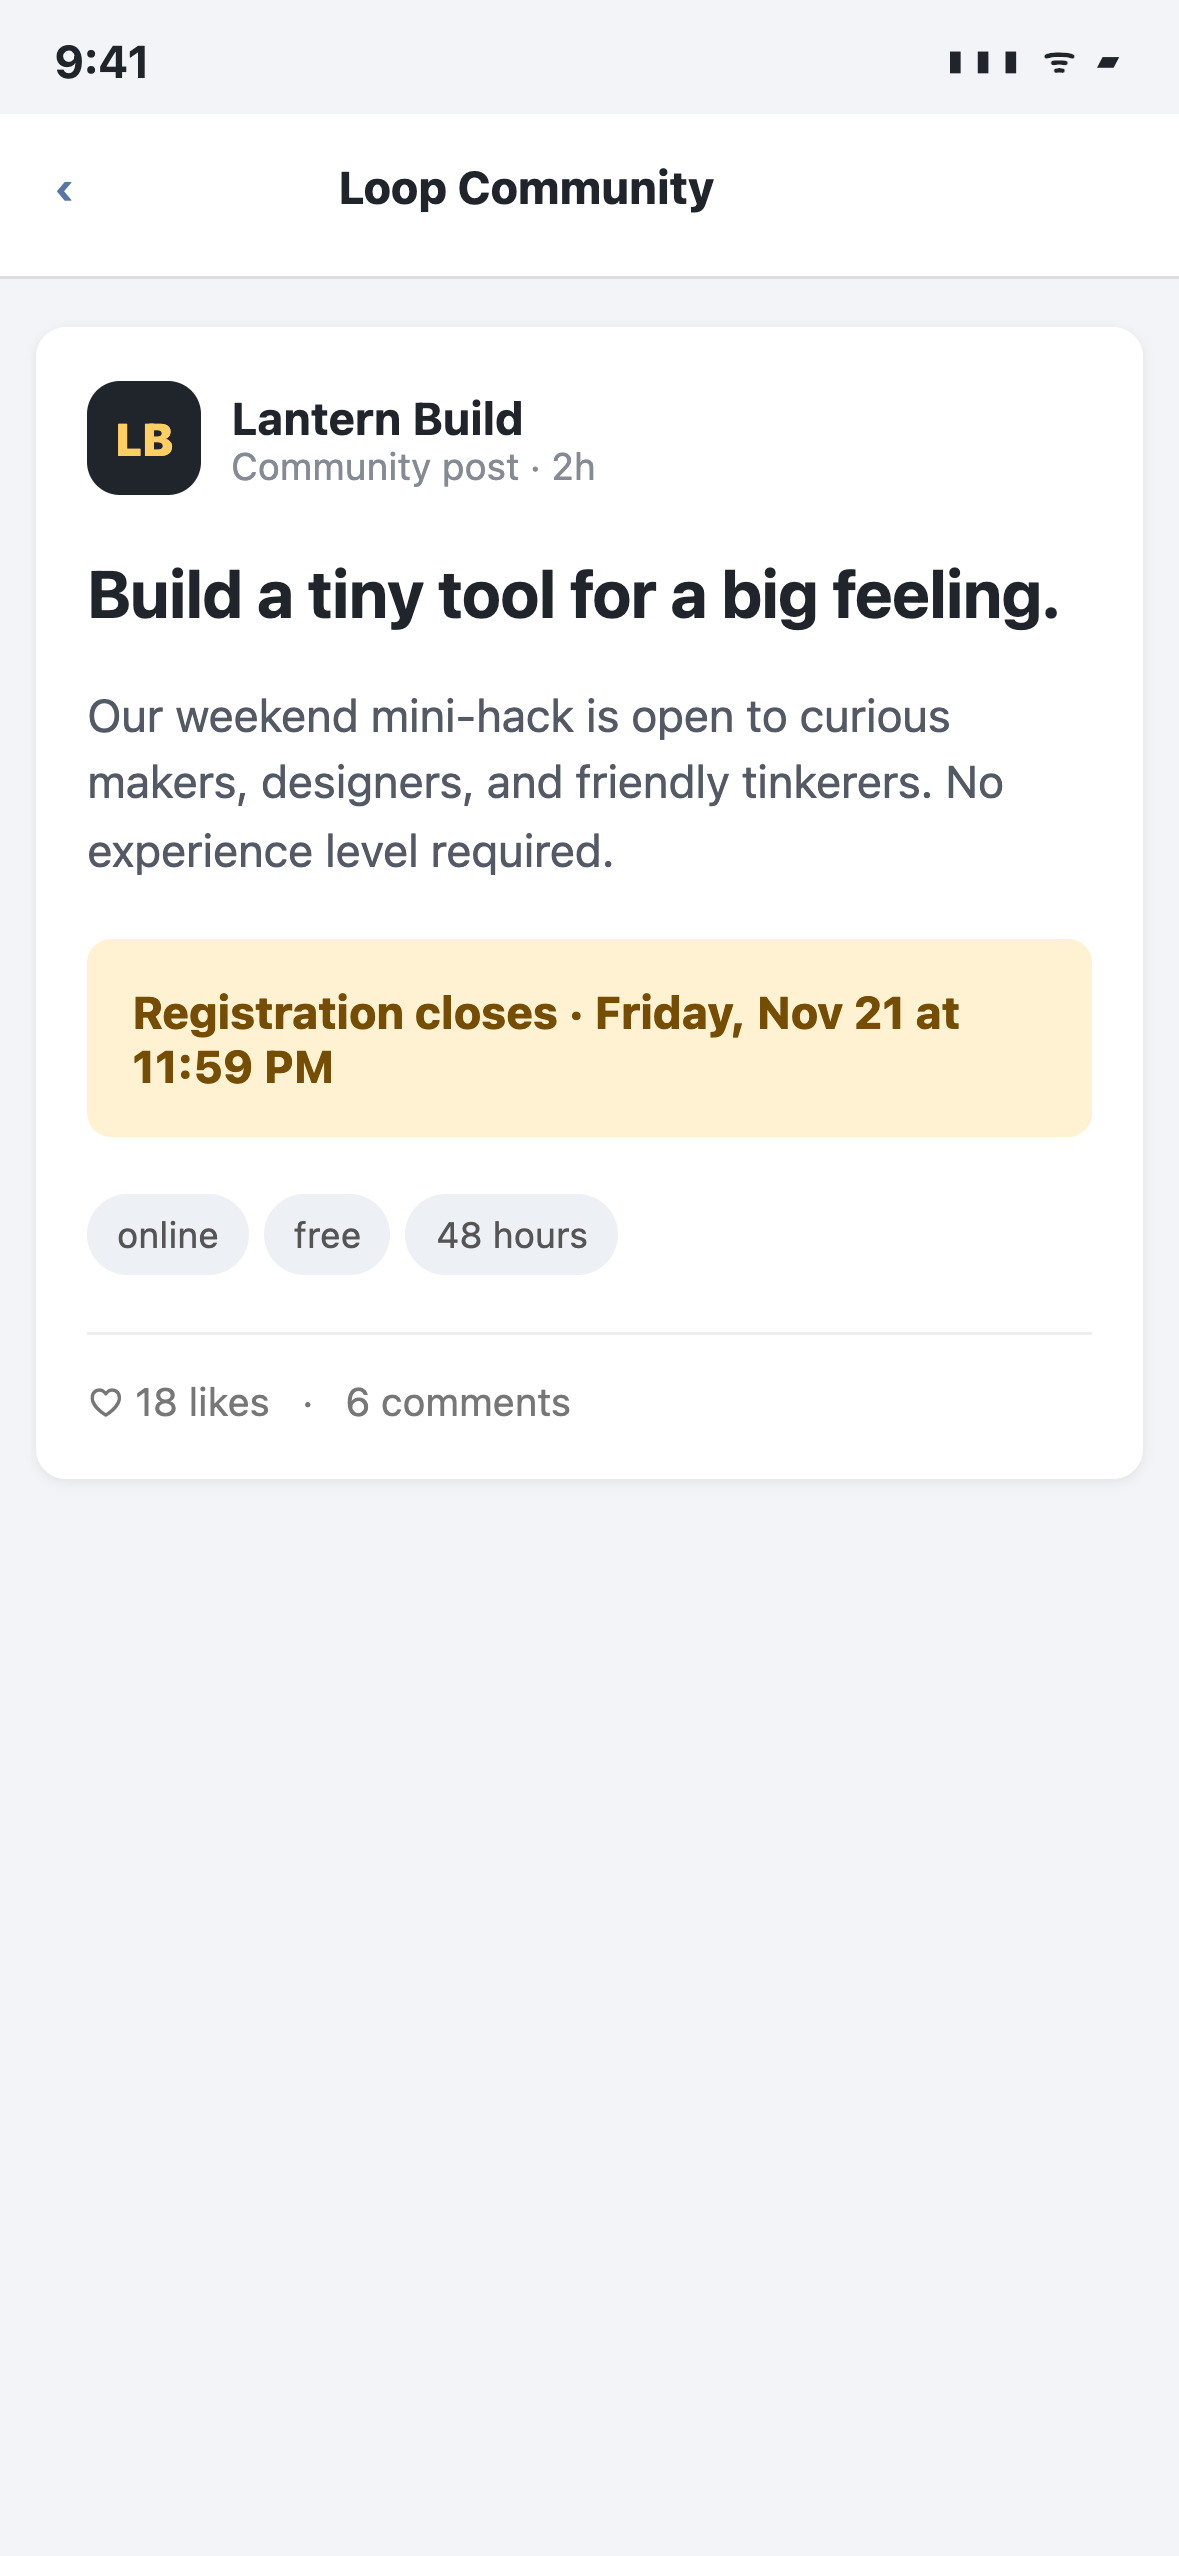 9:41
‹ Loop Community
LB
Lantern Build
Community post · 2h
Build a tiny tool for a big feeling.
Our weekend mini-hack is open to curious
makers, designers, and friendly tinkerers. No
experience level required.
Registration closes · Friday, Nov 21 at
11:59 PM
online free 48 hours
♡ 18 likes · 6 comments